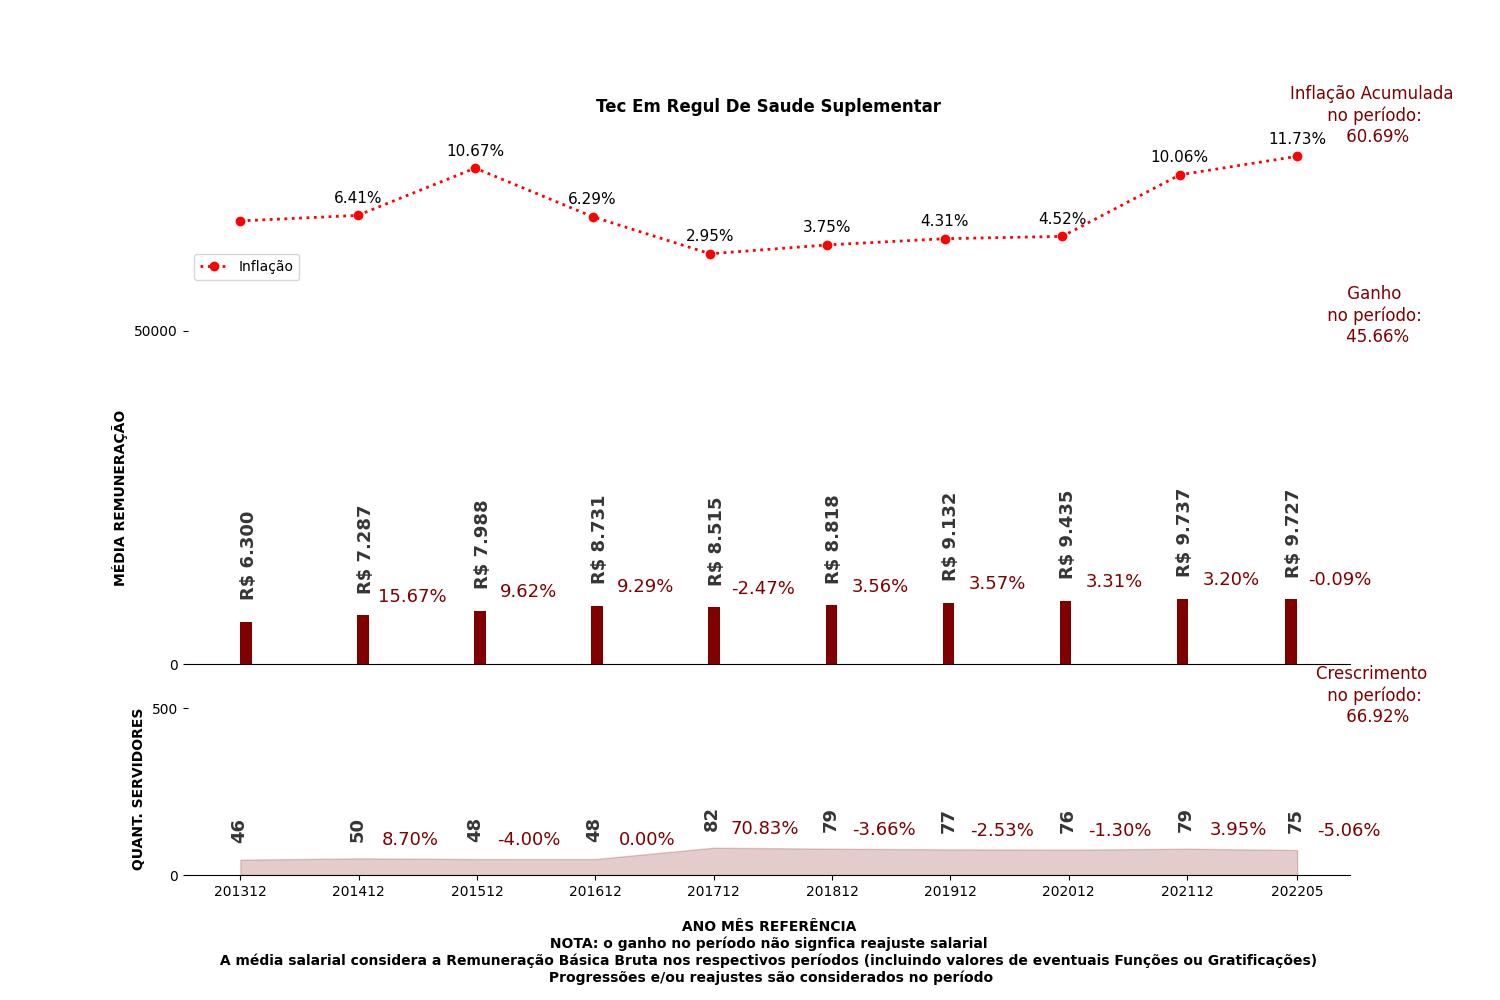 Tec Em Regul De Saude Suplementar
Inflação Acumulada
no período:
60.69%
6.41%
10.67%
6.29%
2.95%
3.75%
4.31%
4.52%
10.06%
11.73%
Inflação
Ganho
no período:
45.66%
50000
0
MÉDIA REMUNERAÇÃO
R$ 6.300
R$ 7.287
R$ 7.988
R$ 8.731
R$ 8.515
R$ 8.818
R$ 9.132
R$ 9.435
R$ 9.737
R$ 9.727
15.67%
9.62%
9.29%
-2.47%
3.56%
3.57%
3.31%
3.20%
-0.09%
Crescrimento
no período:
66.92%
500
0
QUANT. SERVIDORES
46
50
48
48
82
79
77
76
79
75
8.70%
-4.00%
0.00%
70.83%
-3.66%
-2.53%
-1.30%
3.95%
-5.06%
201312
201412
201512
201612
201712
201812
201912
202012
202112
202205
ANO MÊS REFERÊNCIA
NOTA: o ganho no período não signfica reajuste salarial
A média salarial considera a Remuneração Básica Bruta nos respectivos períodos (incluindo valores de eventuais Funções ou Gratificações)
Progressões e/ou reajustes são considerados no período